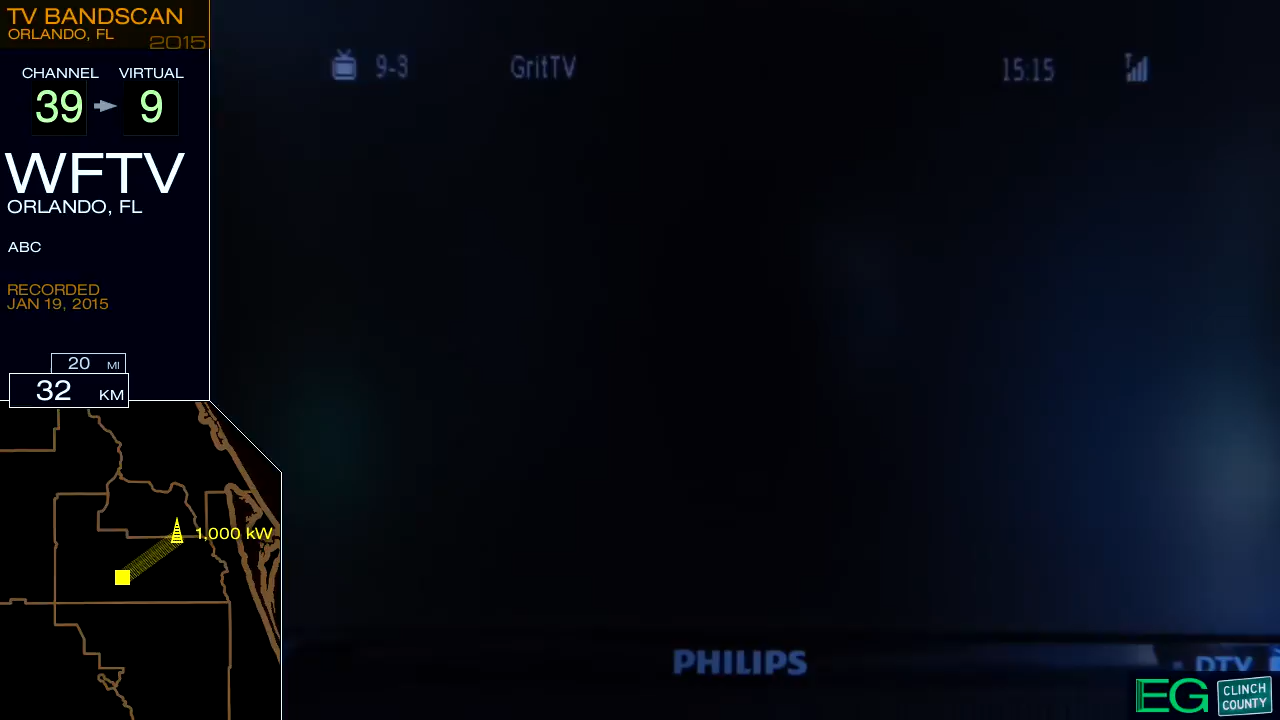 TV BANDSCAN
ORLANDO, FL
2015
CHANNEL VIRTUAL
39 9
WFTV
ORLANDO, FL
ABC
RECORDED
JAN 19, 2015
20 MI
32 KM
1,000 kW
9-3 GritTV 15:15
PHILIPS
DTV
EG
CLINCH
COUNTY